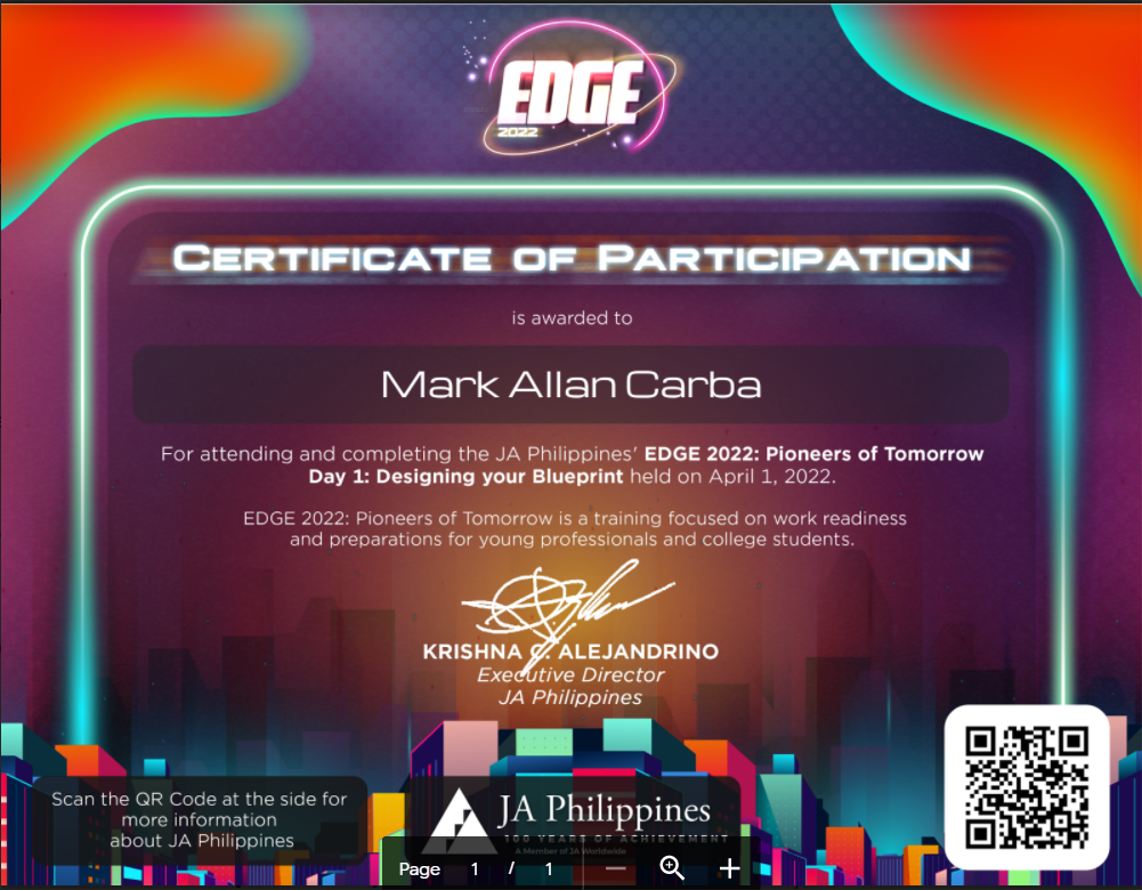 EDGE
2022
CERTIFICATE OF PARTICIPATION
is awarded to
Mark Allan Carba
For attending and completing the JA Philippines' EDGE 2022: Pioneers of Tomorrow
Day 1: Designing your Blueprint held on April 1, 2022.
EDGE 2022: Pioneers of Tomorrow is a training focused on work readiness
and preparations for young professionals and college students.
KRISHNA C. ALEJANDRINO
Executive Director
JA Philippines
Scan the QR Code at the side for
more information
about JA Philippines
JA Philippines
100 YEARS OF ACHIEVEMENT
A Member of JA Worldwide
Page 1 / 1